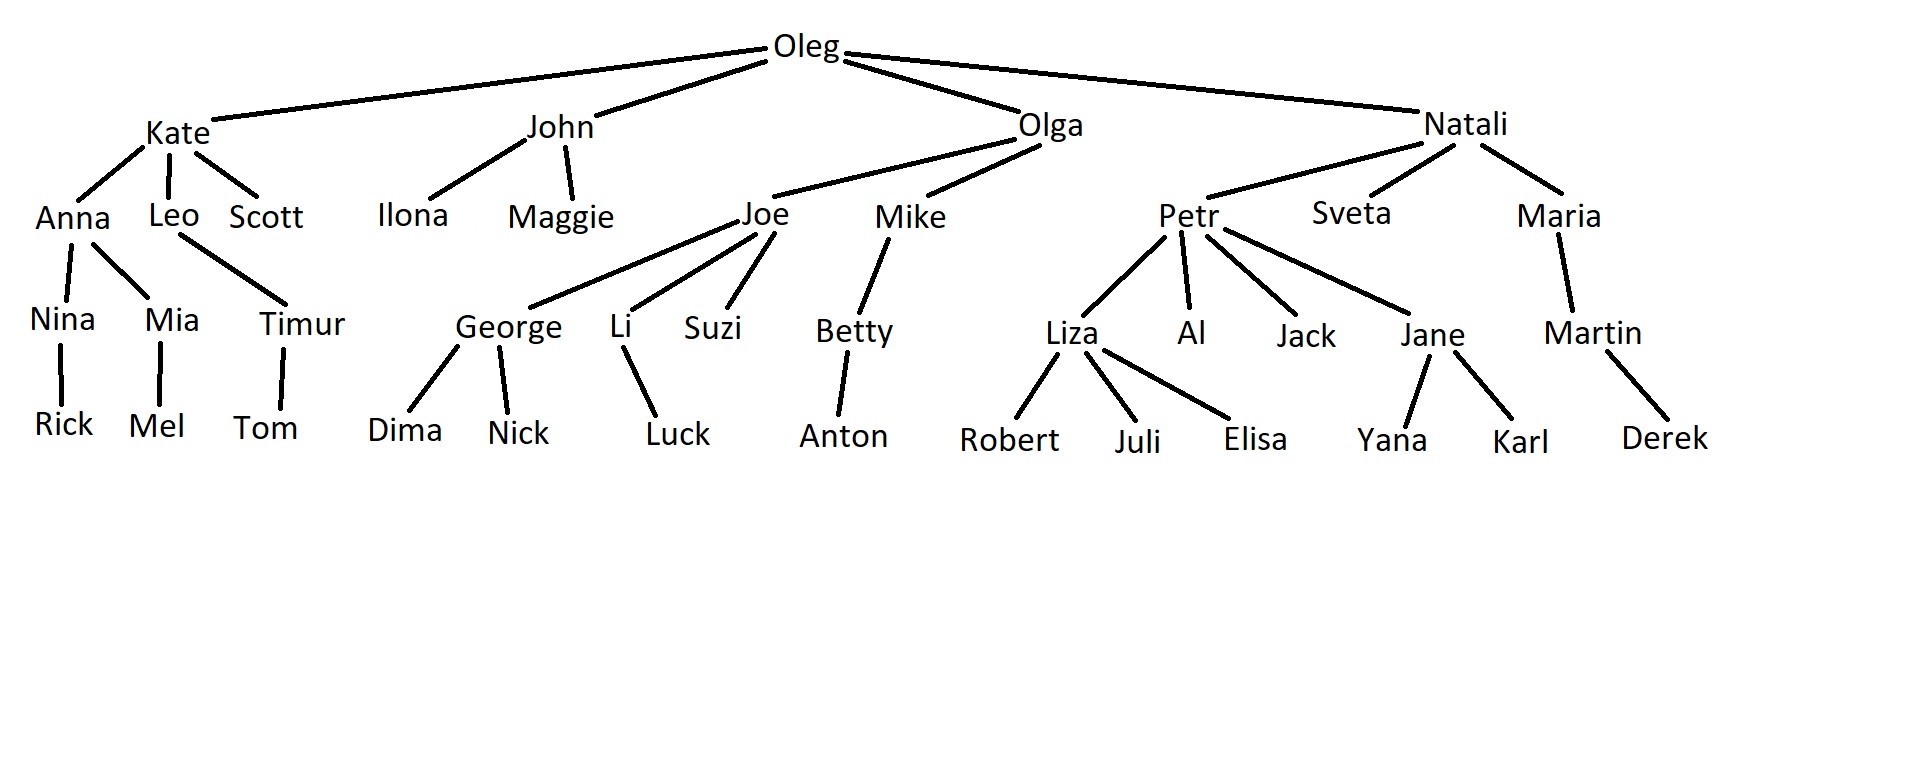 Oleg
Kate John Olga Natali
Anna Leo Scott Ilona Maggie Joe Mike Petr Sveta Maria
Nina Mia Timur George Li Suzi Betty Liza Al Jack Jane Martin
Rick Mel Tom Dima Nick Luck Anton Robert Juli Elisa Yana Karl Derek